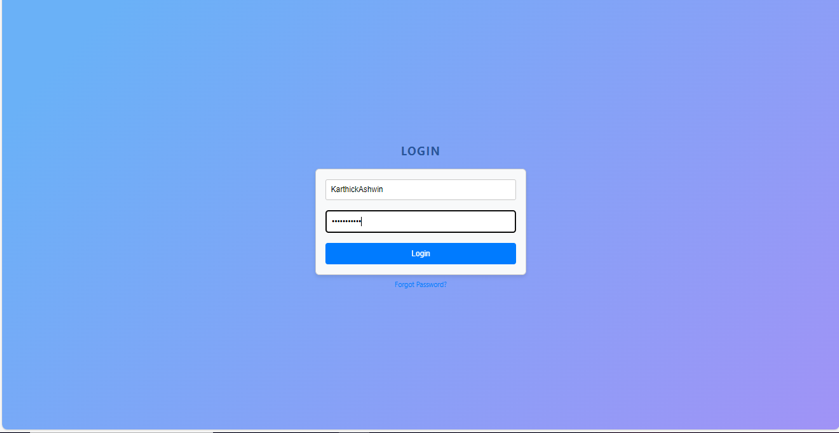 LOGIN
KarthickAshwin
•••••••••••
Login
Forgot Password?